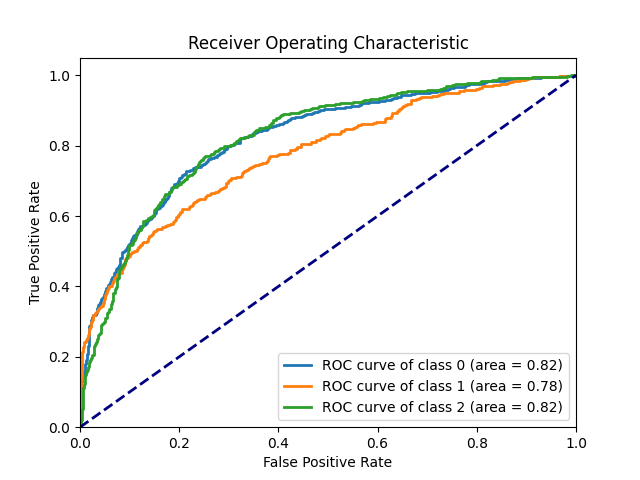 Receiver Operating Characteristic
True Positive Rate
1.0
0.8
0.6
0.4
0.2
0.0
ROC curve of class 0 (area = 0.82)
ROC curve of class 1 (area = 0.78)
ROC curve of class 2 (area = 0.82)
0.0 0.2 0.4 0.6 0.8 1.0
False Positive Rate